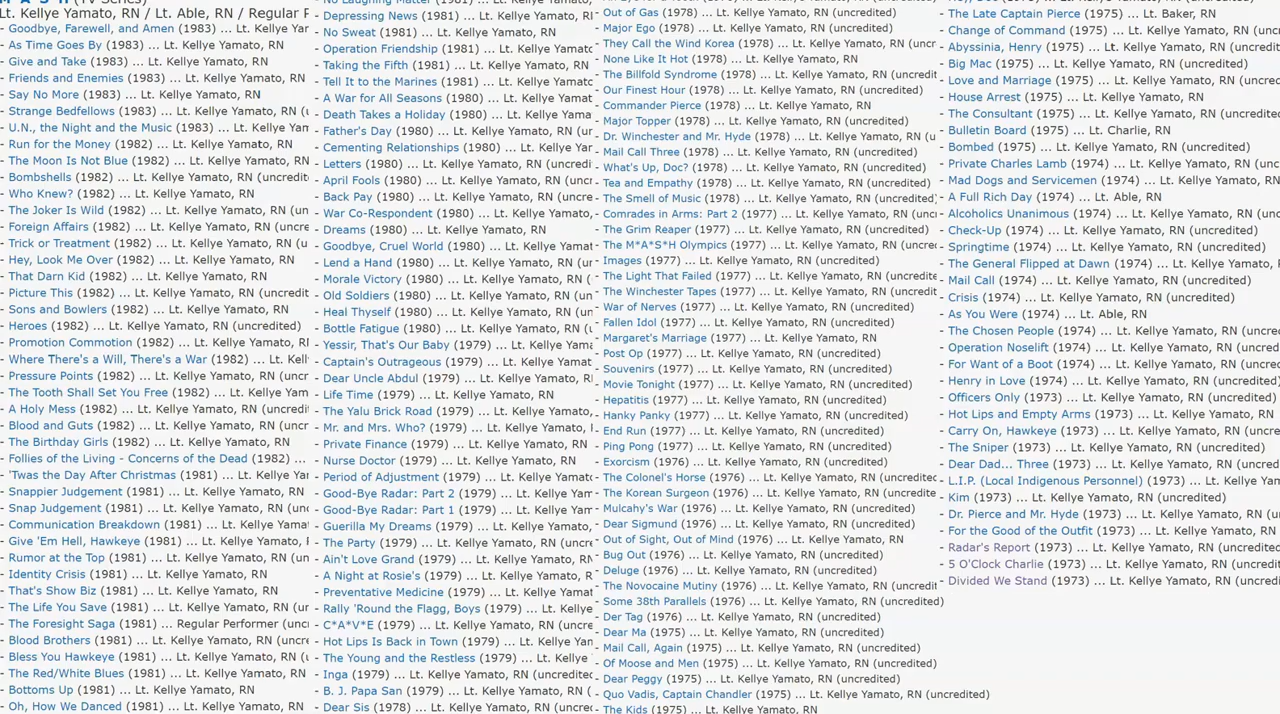 M*A*S*H (TV Series)
Lt. Kellye Yamato, RN / Lt. Able, RN / Regular P
- Goodbye, Farewell, and Amen (1983) ... Lt. Kellye Yar
- As Time Goes By (1983) ... Lt. Kellye Yamato, RN
- Give and Take (1983) ... Lt. Kellye Yamato, RN
- Friends and Enemies (1983) ... Lt. Kellye Yamato, RN
- Say No More (1983) ... Lt. Kellye Yamato, RN
- Strange Bedfellows (1983) ... Lt. Kellye Yamato, RN
- U.N., the Night and the Music (1983) ... Lt. Kellye Yam
- Run for the Money (1982) ... Lt. Kellye Yamato, RN
- The Moon Is Not Blue (1982) ... Lt. Kellye Yamato, RN
- Bombshells (1982) ... Lt. Kellye Yamato, RN (uncredit
- Who Knew? (1982) ... Lt. Kellye Yamato, RN
- The Joker Is Wild (1982) ... Lt. Kellye Yamato, RN (un
- Foreign Affairs (1982) ... Lt. Kellye Yamato, RN (uncr
- Trick or Treatment (1982) ... Lt. Kellye Yamato, RN (u
- Hey, Look Me Over (1982) ... Lt. Kellye Yamato, RN
- That Darn Kid (1982) ... Lt. Kellye Yamato, RN
- Picture This (1982) ... Lt. Kellye Yamato, RN (uncredit
- Sons and Bowlers (1982) ... Lt. Kellye Yamato, RN
- Heroes (1982) ... Lt. Kellye Yamato, RN (uncredited)
- Promotion Commotion (1982) ... Lt. Kellye Yamato, RN
- Where There's a Will, There's a War (1982) ... Lt. Kell
- Pressure Points (1982) ... Lt. Kellye Yamato, RN (uncr
- The Tooth Shall Set You Free (1982) ... Lt. Kellye Yam
- A Holy Mess (1982) ... Lt. Kellye Yamato, RN (uncredit
- Blood and Guts (1982) ... Lt. Kellye Yamato, RN (uncr
- The Birthday Girls (1982) ... Lt. Kellye Yamato, RN
- Follies of the Living - Concerns of the Dead (1982) ...
- 'Twas the Day After Christmas (1981) ... Lt. Kellye Ya
- Snappier Judgement (1981) ... Lt. Kellye Yamato, RN
- Snap Judgement (1981) ... Lt. Kellye Yamato, RN (unc
- Communication Breakdown (1981) ... Lt. Kellye Yamat
- Give 'Em Hell, Hawkeye (1981) ... Lt. Kellye Yamato, F
- Rumor at the Top (1981) ... Lt. Kellye Yamato, RN (un
- Identity Crisis (1981) ... Lt. Kellye Yamato, RN
- That's Show Biz (1981) ... Lt. Kellye Yamato, RN
- The Life You Save (1981) ... Lt. Kellye Yamato, RN (un
- The Foresight Saga (1981) ... Regular Performer (uncr
- Blood Brothers (1981) ... Lt. Kellye Yamato, RN (uncre
- Bless You Hawkeye (1981) ... Lt. Kellye Yamato, RN (u
- The Red/White Blues (1981) ... Lt. Kellye Yamato, RN
- Bottoms Up (1981) ... Lt. Kellye Yamato, RN
- Oh, How We Danced (1981) ... Lt. Kellye Yamato, RN
- No Laughing Matter (1981) ... Lt. Kellye Yamato, RN
- Depressing News (1981) ... Lt. Kellye Yamato, RN
- No Sweat (1981) ... Lt. Kellye Yamato, RN
- Operation Friendship (1981) ... Lt. Kellye Yamato, RN
- Taking the Fifth (1981) ... Lt. Kellye Yamato, RN
- Tell It to the Marines (1981) ... Lt. Kellye Yamato, RN
- A War for All Seasons (1980) ... Lt. Kellye Yamat
- Death Takes a Holiday (1980) ... Lt. Kellye Yamat
- Father's Day (1980) ... Lt. Kellye Yamato, RN (ur
- Cementing Relationships (1980) ... Lt. Kellye Yam
- Letters (1980) ... Lt. Kellye Yamato, RN (uncredi
- April Fools (1980) ... Lt. Kellye Yamato, RN (uncr
- Back Pay (1980) ... Lt. Kellye Yamato, RN (uncre
- War Co-Respondent (1980) ... Lt. Kellye Yamato,
- Dreams (1980) ... Lt. Kellye Yamato, RN
- Goodbye, Cruel World (1980) ... Lt. Kellye Yamat
- Lend a Hand (1980) ... Lt. Kellye Yamato, RN (ur
- Morale Victory (1980) ... Lt. Kellye Yamato, RN
- Old Soldiers (1980) ... Lt. Kellye Yamato, RN (un
- Heal Thyself (1980) ... Lt. Kellye Yamato, RN (un
- Bottle Fatigue (1980) ... Lt. Kellye Yamato, RN (u
- Yessir, That's Our Baby (1979) ... Lt. Kellye Yam
- Captain's Outrageous (1979) ... Lt. Kellye Yamat
- Dear Uncle Abdul (1979) ... Lt. Kellye Yamato, RI
- Life Time (1979) ... Lt. Kellye Yamato, RN
- The Yalu Brick Road (1979) ... Lt. Kellye Yamato,
- Mr. and Mrs. Who? (1979) ... Lt. Kellye Yamato, I
- Private Finance (1979) ... Lt. Kellye Yamato, RN
- Nurse Doctor (1979) ... Lt. Kellye Yamato, RN
- Period of Adjustment (1979) ... Lt. Kellye Yamato
- Good-Bye Radar: Part 2 (1979) ... Lt. Kellye Yam
- Good-Bye Radar: Part 1 (1979) ... Lt. Kellye Yam
- Guerilla My Dreams (1979) ... Lt. Kellye Yamato,
- The Party (1979) ... Lt. Kellye Yamato, RN (uncre
- Ain't Love Grand (1979) ... Lt. Kellye Yamato, RN
- A Night at Rosie's (1979) ... Lt. Kellye Yamato, R
- Preventative Medicine (1979) ... Lt. Kellye Yamato
- Rally 'Round the Flagg, Boys (1979) ... Lt. Kellye
- C*A*V*E (1979) ... Lt. Kellye Yamato, RN (uncre
- Hot Lips Is Back in Town (1979) ... Lt. Kellye Yan
- The Young and the Restless (1979) ... Lt. Kellye
- Inga (1979) ... Lt. Kellye Yamato, RN (uncredited
- B. J. Papa San (1979) ... Lt. Kellye Yamato, RN
- Dear Sis (1978) ... Lt. Kellye Yamato, RN (uncre
- Out of Gas (1978) ... Lt. Kellye Yamato, RN (uncredited)
- Major Ego (1978) ... Lt. Kellye Yamato, RN (uncredited)
- They Call the Wind Korea (1978) ... Lt. Kellye Yamato, RN (uncr
- None Like It Hot (1978) ... Lt. Kellye Yamato, RN
- The Billfold Syndrome (1978) ... Lt. Kellye Yamato, RN (uncredit
- Our Finest Hour (1978) ... Lt. Kellye Yamato, RN (uncredited)
- Commander Pierce (1978) ... Lt. Kellye Yamato, RN
- Major Topper (1978) ... Lt. Kellye Yamato, RN (uncredited)
- Dr. Winchester and Mr. Hyde (1978) ... Lt. Kellye Yamato, RN (u
- Mail Call Three (1978) ... Lt. Kellye Yamato, RN (uncredited)
- What's Up, Doc? (1978) ... Lt. Kellye Yamato, RN (uncredited)
- Tea and Empathy (1978) ... Lt. Kellye Yamato, RN (uncredited)
- The Smell of Music (1978) ... Lt. Kellye Yamato, RN (uncredited)
- Comrades in Arms: Part 2 (1977) ... Lt. Kellye Yamato, RN (unci
- The Grim Reaper (1977) ... Lt. Kellye Yamato, RN (uncredited)
- The M*A*S*H Olympics (1977) ... Lt. Kellye Yamato, RN (uncrec
- Images (1977) ... Lt. Kellye Yamato, RN (uncredited)
- The Light That Failed (1977) ... Lt. Kellye Yamato, RN (uncredite
- The Winchester Tapes (1977) ... Lt. Kellye Yamato, RN (uncredit
- War of Nerves (1977) ... Lt. Kellye Yamato, RN (uncredited)
- Fallen Idol (1977) ... Lt. Kellye Yamato, RN (uncredited)
- Margaret's Marriage (1977) ... Lt. Kellye Yamato, RN
- Post Op (1977) ... Lt. Kellye Yamato, RN (uncredited)
- Souvenirs (1977) ... Lt. Kellye Yamato, RN (uncredited)
- Movie Tonight (1977) ... Lt. Kellye Yamato, RN (uncredited)
- Hepatitis (1977) ... Lt. Kellye Yamato, RN (uncredited)
- Hanky Panky (1977) ... Lt. Kellye Yamato, RN (uncredited)
- End Run (1977) ... Lt. Kellye Yamato, RN (uncredited)
- Ping Pong (1977) ... Lt. Kellye Yamato, RN (uncredited)
- Exorcism (1976) ... Lt. Kellye Yamato, RN (uncredited)
- The Colonel's Horse (1976) ... Lt. Kellye Yamato, RN (uncredited)
- The Korean Surgeon (1976) ... Lt. Kellye Yamato, RN (uncredite
- Mulcahy's War (1976) ... Lt. Kellye Yamato, RN (uncredited)
- Dear Sigmund (1976) ... Lt. Kellye Yamato, RN (uncredited)
- Out of Sight, Out of Mind (1976) ... Lt. Kellye Yamato, RN
- Bug Out (1976) ... Lt. Kellye Yamato, RN (uncredited)
- Deluge (1976) ... Lt. Kellye Yamato, RN (uncredited)
- The Novocaine Mutiny (1976) ... Lt. Kellye Yamato, RN (uncredited)
- Some 38th Parallels (1976) ... Lt. Kellye Yamato, RN (uncredited)
- Der Tag (1976) ... Lt. Kellye Yamato, RN (uncredited)
- Dear Ma (1975) ... Lt. Kellye Yamato, RN (uncredited)
- Mail Call, Again (1975) ... Lt. Kellye Yamato, RN (uncredited)
- Of Moose and Men (1975) ... Lt. Kellye Yamato, RN (uncredited)
- Dear Peggy (1975) ... Lt. Kellye Yamato, RN (uncredited)
- Quo Vadis, Captain Chandler (1975) ... Lt. Kellye Yamato, RN (uncredited)
- The Kids (1975) ... Lt. Kellye Yamato, RN
- The Late Captain Pierce (1975) ... Lt. Baker, RN
- Change of Command (1975) ... Lt. Kellye Yamato, RN (unc
- Abyssinia, Henry (1975) ... Lt. Kellye Yamato, RN (uncred
- Big Mac (1975) ... Lt. Kellye Yamato, RN (uncredited)
- Love and Marriage (1975) ... Lt. Kellye Yamato, RN (uncre
- House Arrest (1975) ... Lt. Kellye Yamato, RN
- The Consultant (1975) ... Lt. Kellye Yamato, RN (uncredit
- Bulletin Board (1975) ... Lt. Charlie, RN
- Bombed (1975) ... Lt. Kellye Yamato, RN (uncredited)
- Private Charles Lamb (1974) ... Lt. Kellye Yamato, RN (un
- Mad Dogs and Servicemen (1974) ... Lt. Kellye Yamato, RN
- A Full Rich Day (1974) ... Lt. Able, RN
- Alcoholics Unanimous (1974) ... Lt. Kellye Yamato, RN (un
- Check-Up (1974) ... Lt. Kellye Yamato, RN (uncredited)
- Springtime (1974) ... Lt. Kellye Yamato, RN (uncredited)
- The General Flipped at Dawn (1974) ... Lt. Kellye Yamato, F
- Mail Call (1974) ... Lt. Kellye Yamato, RN (uncredited)
- Crisis (1974) ... Lt. Kellye Yamato, RN (uncredited)
- As You Were (1974) ... Lt. Able, RN
- The Chosen People (1974) ... Lt. Kellye Yamato, RN (uncre
- Operation Noselift (1974) ... Lt. Kellye Yamato, RN (uncred
- For Want of a Boot (1974) ... Lt. Kellye Yamato, RN (uncre
- Henry in Love (1974) ... Lt. Kellye Yamato, RN (uncredited
- Officers Only (1973) ... Lt. Kellye Yamato, RN (uncredited)
- Hot Lips and Empty Arms (1973) ... Lt. Kellye Yamato, RN
- Carry On, Hawkeye (1973) ... Lt. Kellye Yamato, RN (uncre
- The Sniper (1973) ... Lt. Kellye Yamato, RN (uncredited)
- Dear Dad... Three (1973) ... Lt. Kellye Yamato, RN (uncred
- L.I.P. (Local Indigenous Personnel) (1973) ... Lt. Kellye Yam
- Kim (1973) ... Lt. Kellye Yamato, RN (uncredited)
- Dr. Pierce and Mr. Hyde (1973) ... Lt. Kellye Yamato, RN (u
- For the Good of the Outfit (1973) ... Lt. Kellye Yamato, RN
- Radar's Report (1973) ... Lt. Kellye Yamato, RN (uncredited
- 5 O'Clock Charlie (1973) ... Lt. Kellye Yamato, RN (uncredit
- Divided We Stand (1973) ... Lt. Kellye Yamato, RN (uncredi